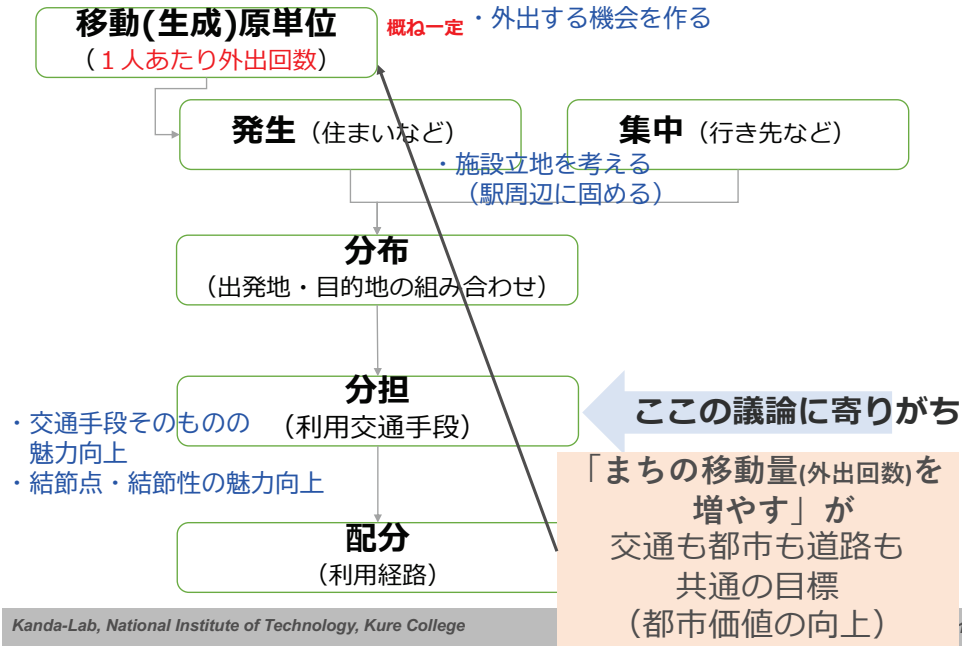 移動(生成)原単位
（１人あたり外出回数）
概ね一定
・外出する機会を作る
発生（住まいなど）
集中（行き先など）
・施設立地を考える
（駅周辺に固める）
分布
（出発地・目的地の組み合わせ）
分担
（利用交通手段）
ここの議論に寄りがち
・交通手段そのものの
魅力向上
・結節点・結節性の魅力向上
「まちの移動量(外出回数)を
増やす」が
交通も都市も道路も
共通の目標
（都市価値の向上）
配分
（利用経路）
Kanda-Lab, National Institute of Technology, Kure College